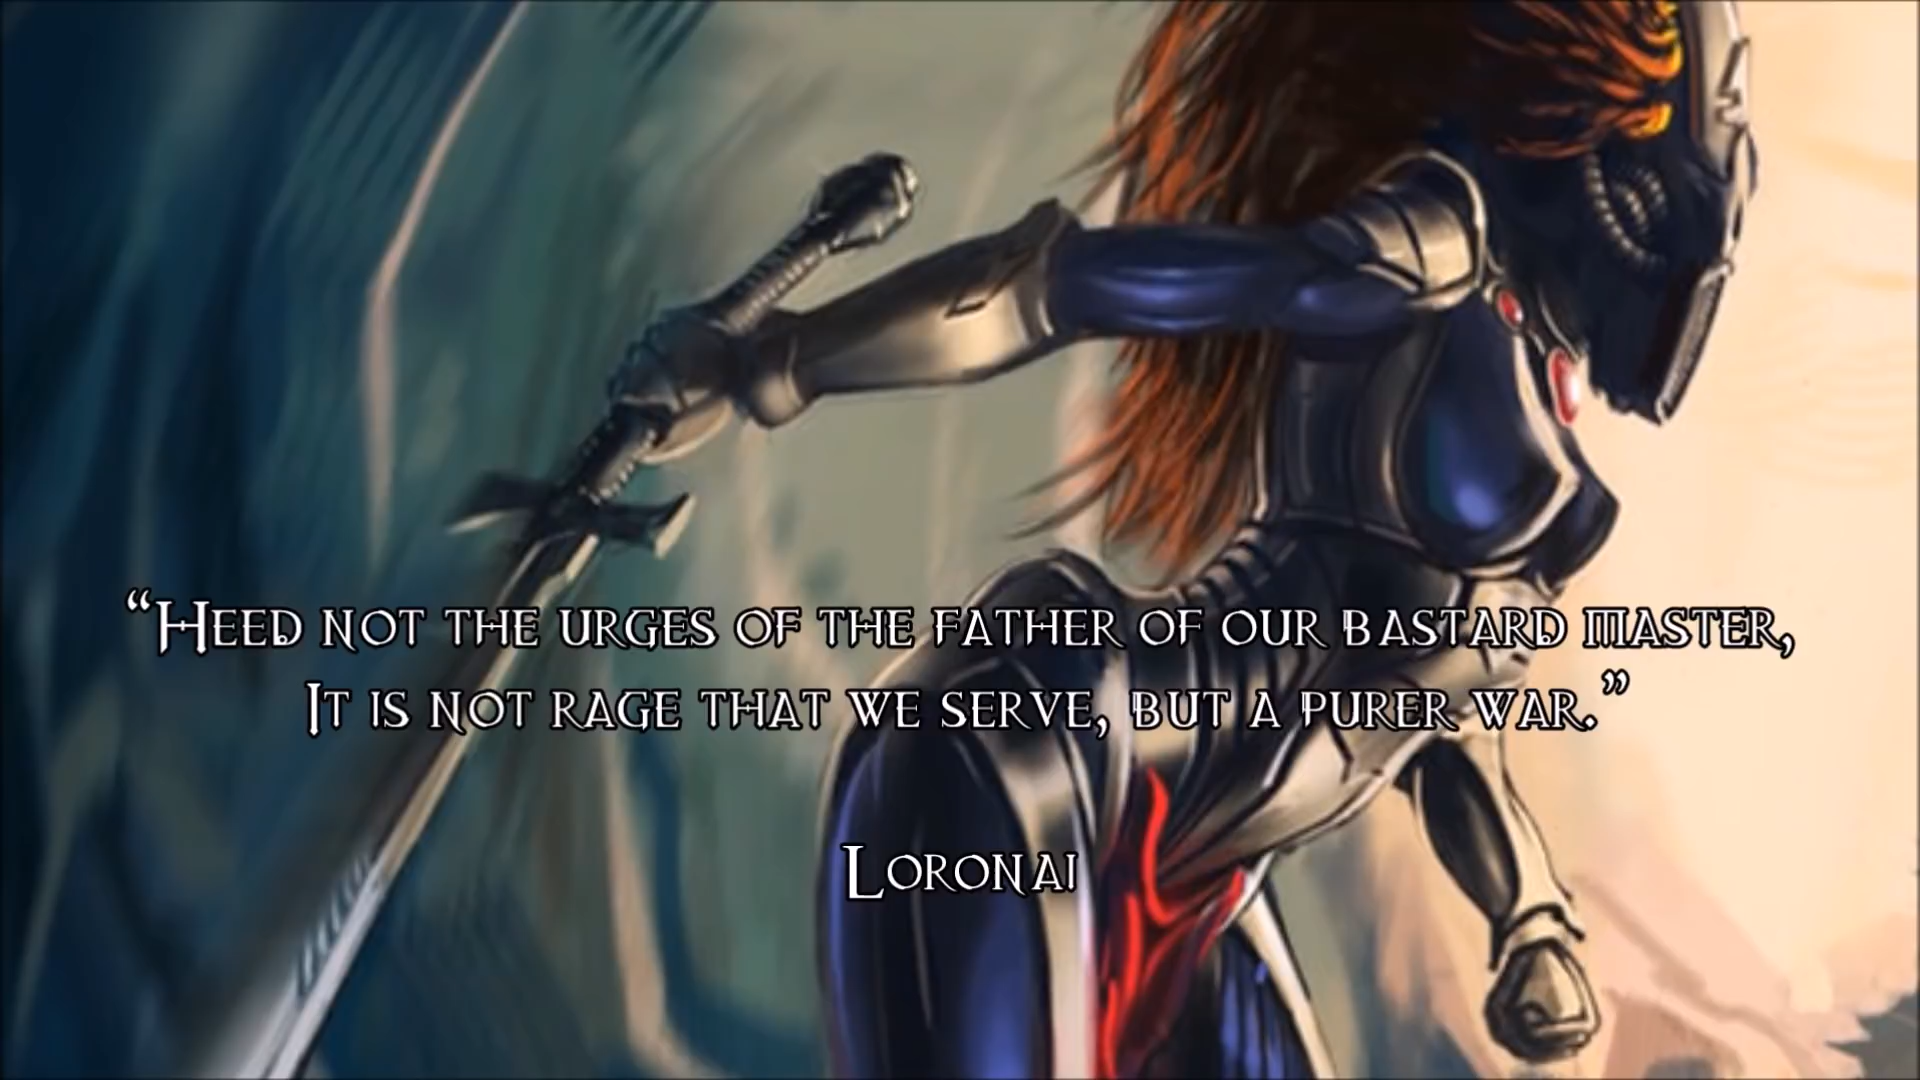 “Heed not the urges of the father of our bastard master,
It is not rage that we serve, but a purer war.”
Loronai